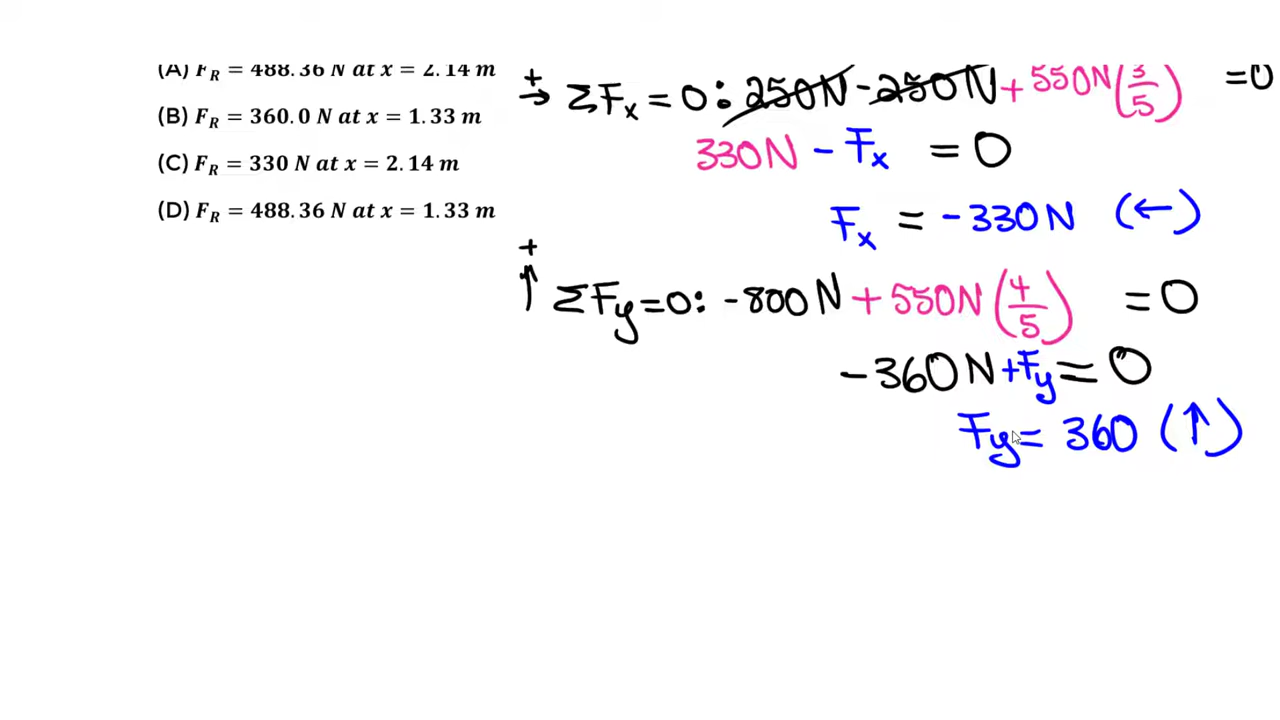 (A) F_R = 488.36 N at x = 2.14 m
(B) F_R = 360.0 N at x = 1.33 m
(C) F_R = 330 N at x = 2.14 m
(D) F_R = 488.36 N at x = 1.33 m
+→ ΣFx = 0: 250N - 250N + 550N(3/5) =0
330N - Fx = 0
Fx = -330N (←)
+↑ ΣFy=0: -800N + 550N(4/5) =0
-360N +Fy = 0
Fy= 360 (↑)